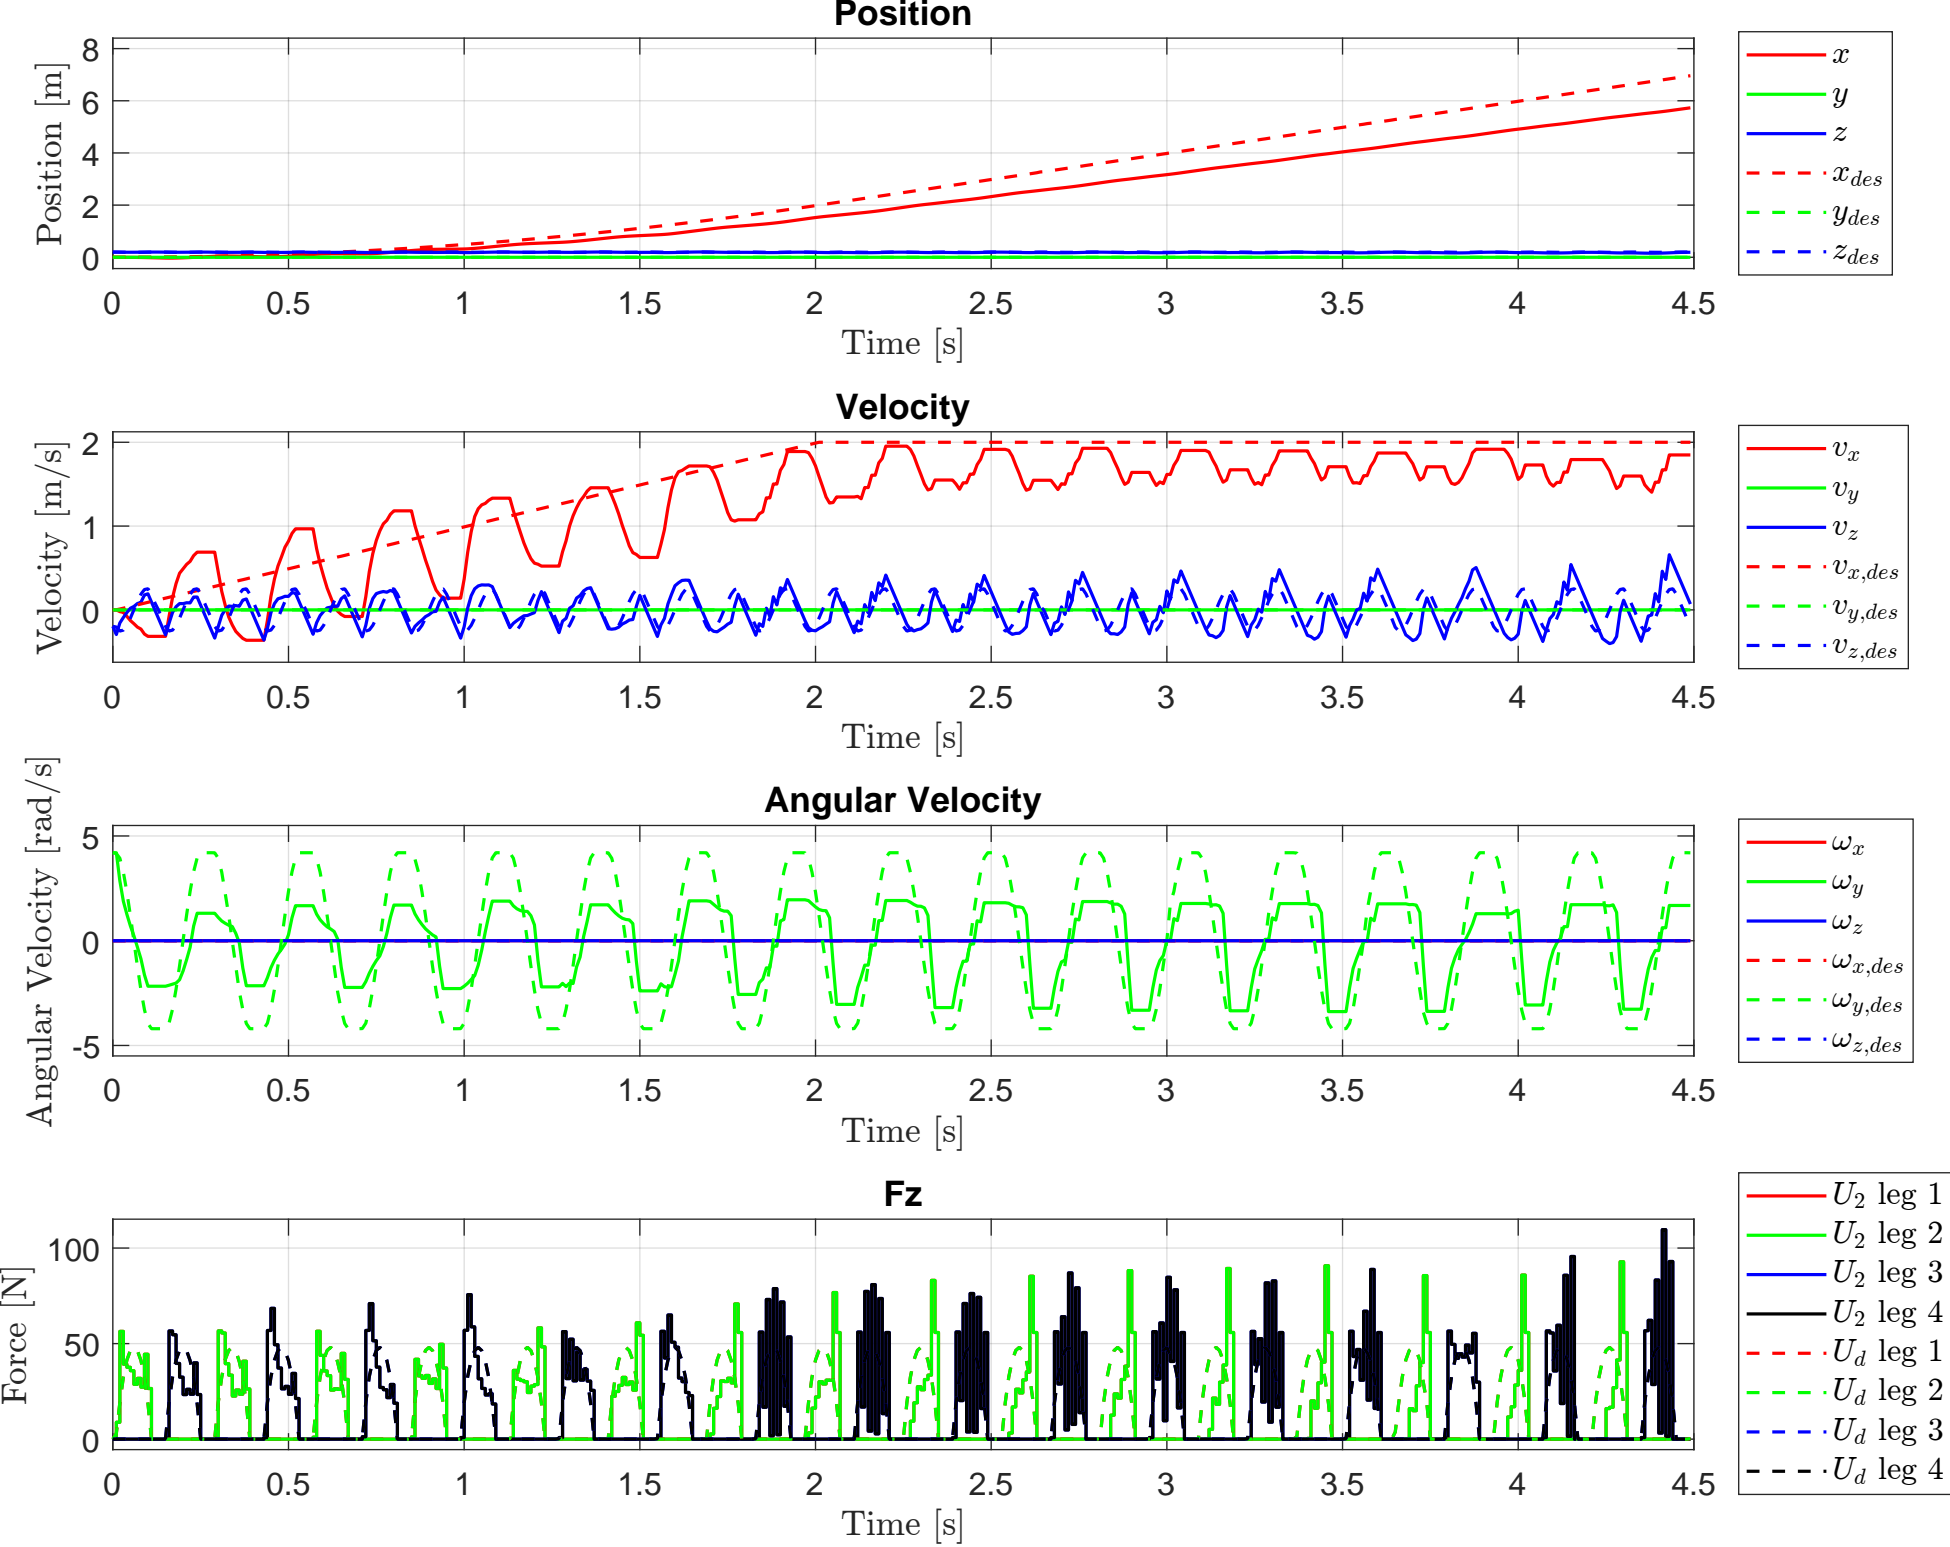 Position
Position [m]
8
6
4
2
0
0 0.5 1 1.5 2 2.5 3 3.5 4 4.5
Time [s]
x
y
z
x_des
y_des
z_des
Velocity
Velocity [m/s]
2
1
0
0 0.5 1 1.5 2 2.5 3 3.5 4 4.5
Time [s]
v_x
v_y
v_z
v_x,des
v_y,des
v_z,des
Angular Velocity
Angular Velocity [rad/s]
5
0
-5
0 0.5 1 1.5 2 2.5 3 3.5 4 4.5
Time [s]
ω_x
ω_y
ω_z
ω_x,des
ω_y,des
ω_z,des
Fz
Force [N]
100
50
0
0 0.5 1 1.5 2 2.5 3 3.5 4 4.5
Time [s]
U_2 leg 1
U_2 leg 2
U_2 leg 3
U_2 leg 4
U_d leg 1
U_d leg 2
U_d leg 3
U_d leg 4